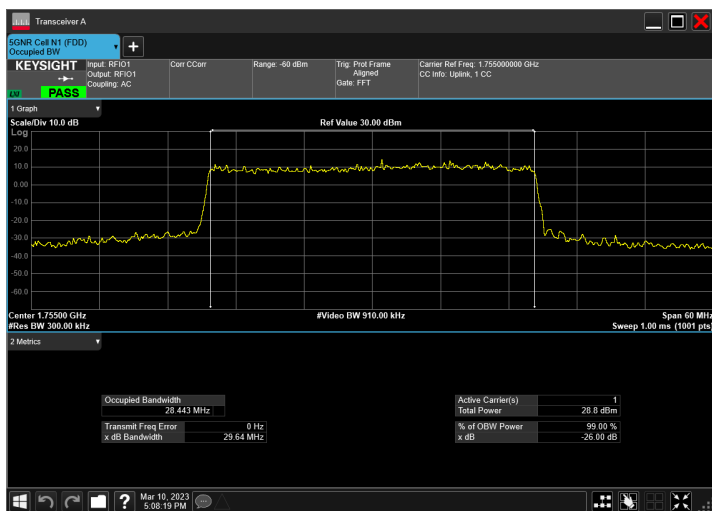 Transceiver A
5GNR Cell N1 (FDD)
Occupied BW
KEYSIGHT
LXI
PASS
Input: RFIO1
Output: RFIO1
Coupling: AC
Corr CCorr
Range: -60 dBm
Trig: Prot Frame
Aligned
Gate: FFT
Carrier Ref Freq: 1.755000000 GHz
CC Info: Uplink, 1 CC
1 Graph
Scale/Div 10.0 dB
Ref Value 30.00 dBm
Log
20.0
10.0
0.00
-10.0
-20.0
-30.0
-40.0
-50.0
-60.0
Center 1.75500 GHz
#Video BW 910.00 kHz
Span 60 MHz
#Res BW 300.00 kHz
Sweep 1.00 ms (1001 pts)
2 Metrics
Occupied Bandwidth
28.443 MHz
Transmit Freq Error 0 Hz
x dB Bandwidth 29.64 MHz
Active Carrier(s) 1
Total Power 28.8 dBm
% of OBW Power 99.00 %
x dB -26.00 dB
?
Mar 10, 2023
5:08:19 PM